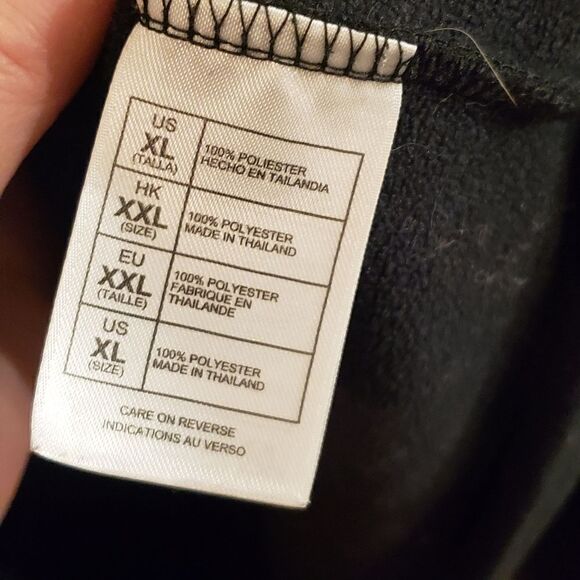 US
XL
(TALLA)
100% POLIESTER
HECHO EN TAILANDIA
HK
XXL
(SIZE)
100% POLYESTER
MADE IN THAILAND
EU
XXL
(TAILLE)
100% POLYESTER
FABRIQUE EN
THAILANDE
US
XL
(SIZE)
100% POLYESTER
MADE IN THAILAND
CARE ON REVERSE
INDICATIONS AU VERSO